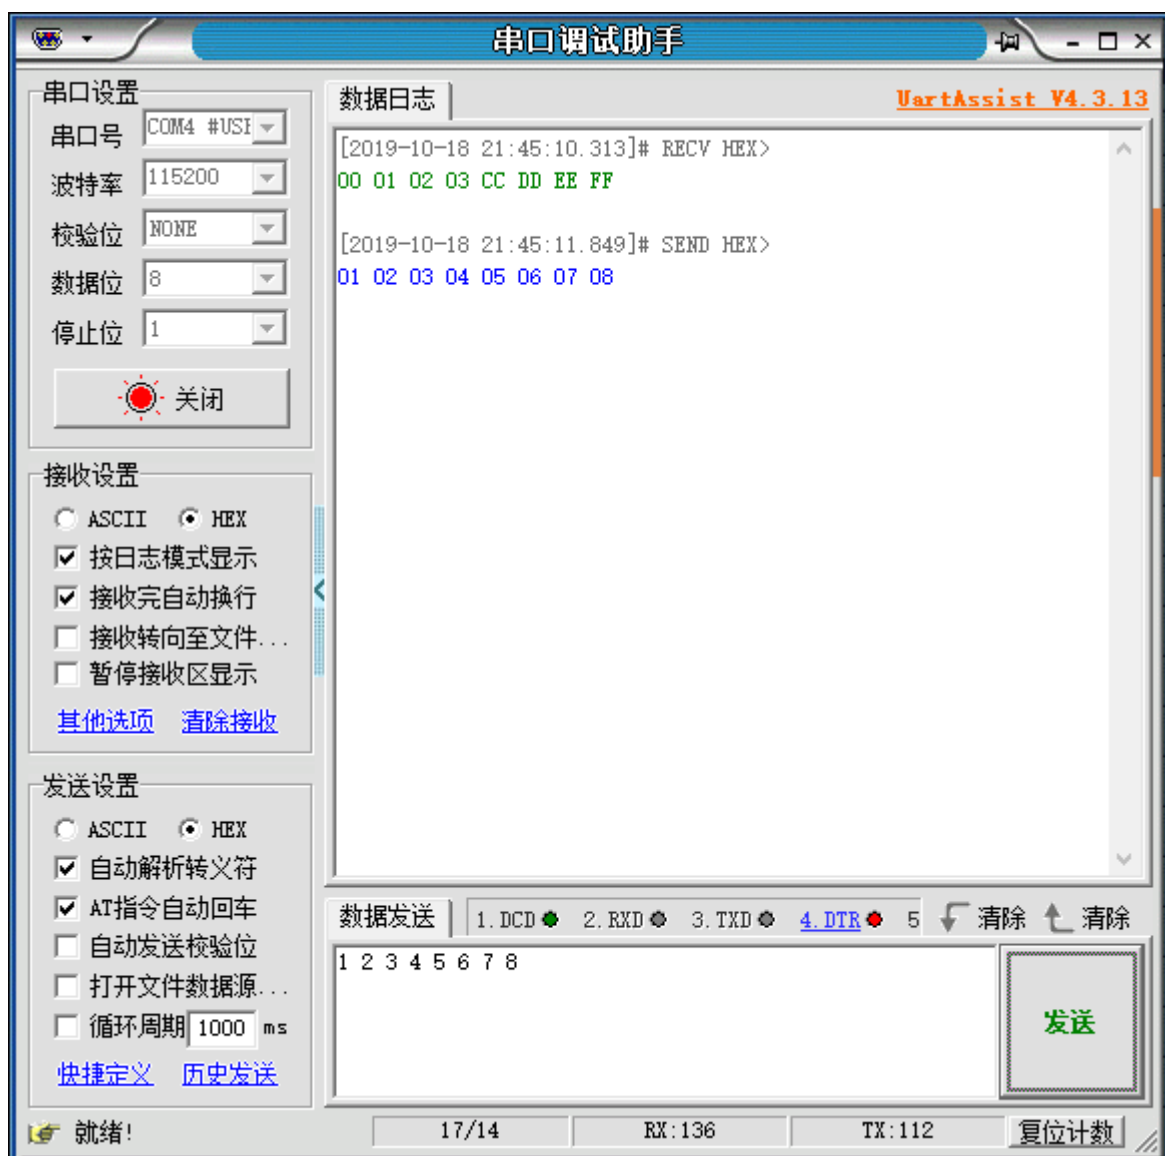 串口调试助手
串口设置
串口号 COM4 #USI
波特率 115200
校验位 NONE
数据位 8
停止位 1
关闭
接收设置
ASCII HEX
按日志模式显示
接收完自动换行
接收转向至文件...
暂停接收区显示
其他选项 清除接收
发送设置
ASCII HEX
自动解析转义符
AT指令自动回车
自动发送校验位
打开文件数据源...
循环周期 1000 ms
快捷定义 历史发送
数据日志 UartAssist V4.3.13
[2019-10-18 21:45:10.313]# RECV HEX>
00 01 02 03 CC DD EE FF
[2019-10-18 21:45:11.849]# SEND HEX>
01 02 03 04 05 06 07 08
数据发送 1.DCD 2.RXD 3.TXD 4.DTR 5 清除 清除
1 2 3 4 5 6 7 8
发送
就绪! 17/14 RX:136 TX:112 复位计数